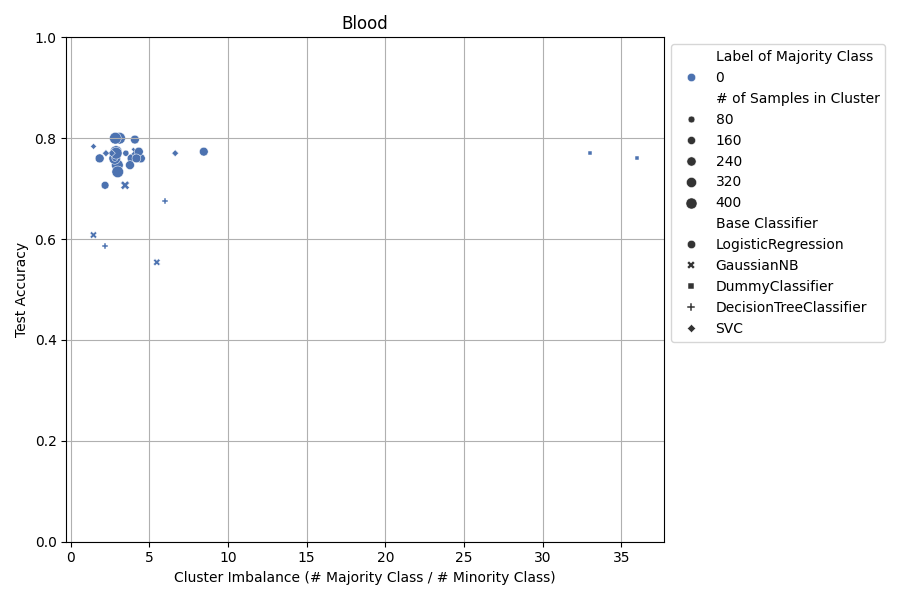 Blood
1.0
0.8
0.6
0.4
0.2
0.0
Test Accuracy
0 5 10 15 20 25 30 35
Cluster Imbalance (# Majority Class / # Minority Class)
Label of Majority Class
0
# of Samples in Cluster
80
160
240
320
400
Base Classifier
LogisticRegression
GaussianNB
DummyClassifier
DecisionTreeClassifier
SVC